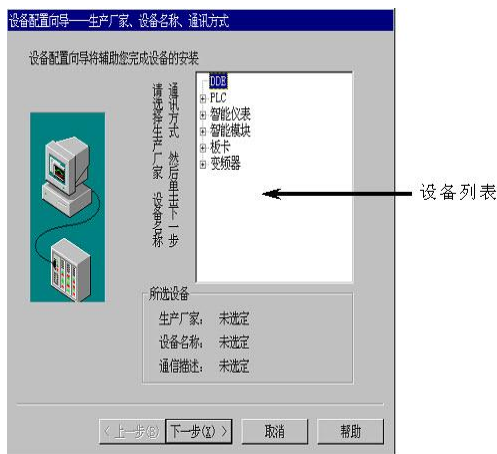 设备配置向导——生产厂家、设备名称、通讯方式
设备配置向导将辅助您完成设备的安装
请选择生产厂家 设备名称
通讯方式 然后单击下一步
DDE
PLC
智能仪表
智能模块
板卡
变频器
设备列表
所选设备
生产厂家： 未选定
设备名称： 未选定
通信描述： 未选定
< 上一步(B)
下一步(N) >
取消
帮助